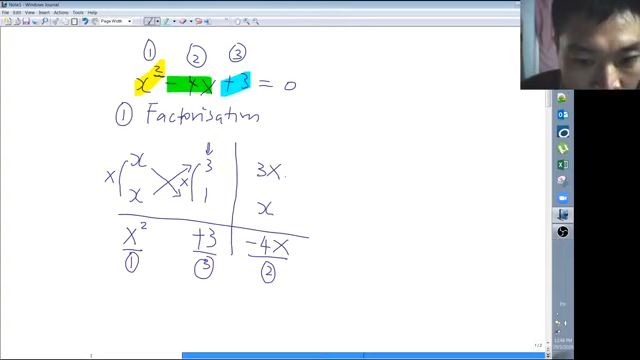 Note5 - Windows Journal
File Edit View Insert Actions Tools Help
Page Width
① ② ③
x² - 4x + 3 = 0
① Factorisation
x 3 3x
x x
x 1 x
x² +3 -4x
① ③ ②